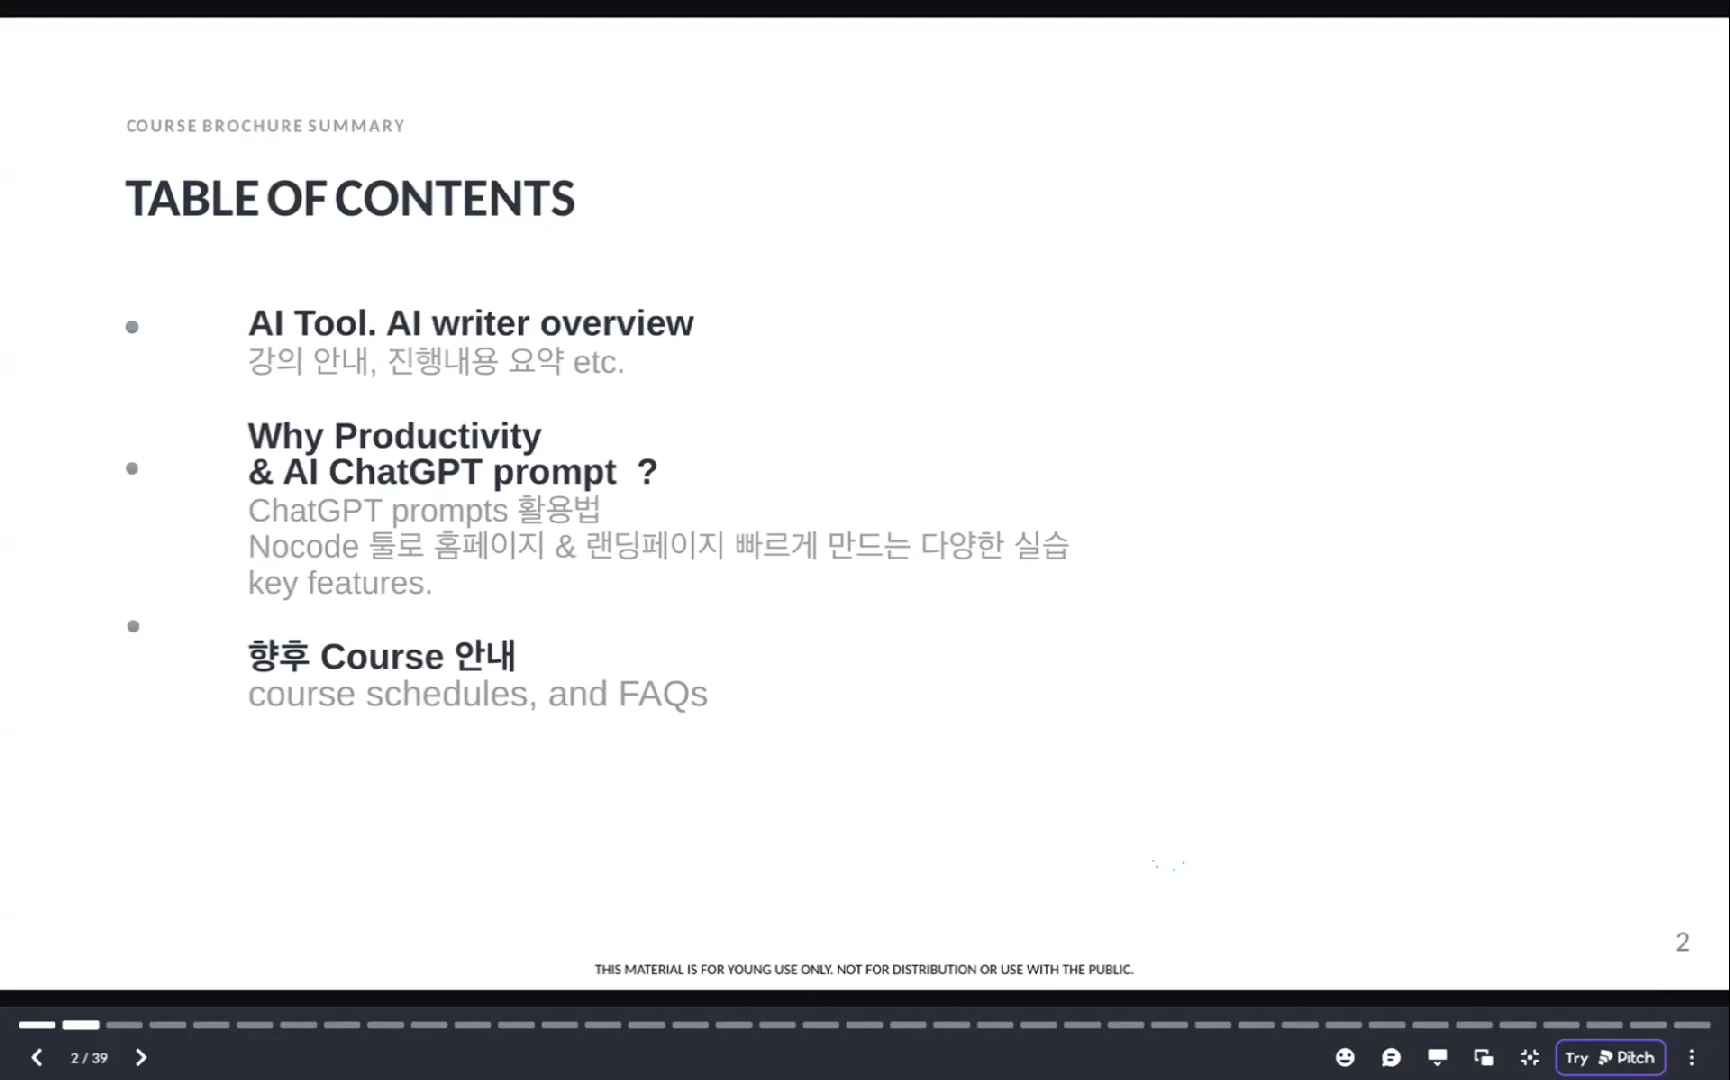 COURSE BROCHURE SUMMARY
TABLE OF CONTENTS
AI Tool. AI writer overview
강의 안내, 진행내용 요약 etc.
Why Productivity
& AI ChatGPT prompt ?
ChatGPT prompts 활용법
Nocode 툴로 홈페이지 & 랜딩페이지 빠르게 만드는 다양한 실습
key features.
향후 Course 안내
course schedules, and FAQs
2
THIS MATERIAL IS FOR YOUNG USE ONLY. NOT FOR DISTRIBUTION OR USE WITH THE PUBLIC.
2 / 39
Try Pitch